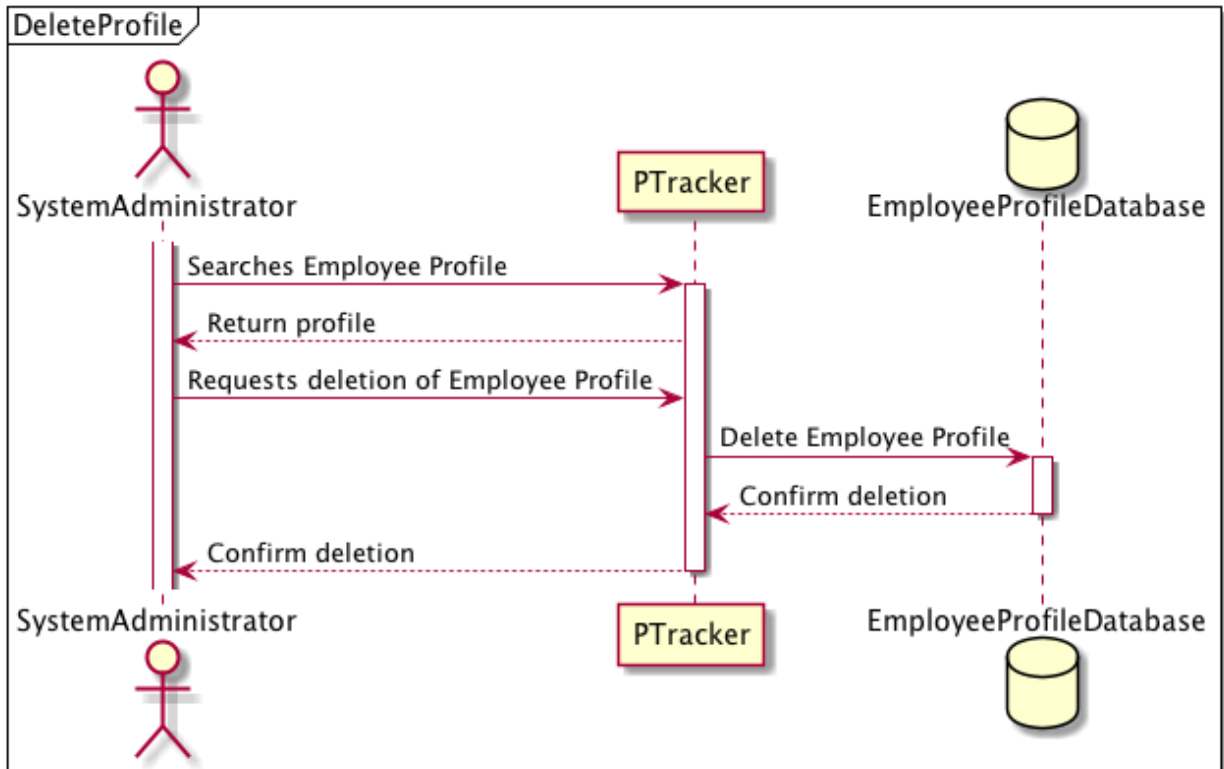 DeleteProfile
SystemAdministrator
PTracker
EmployeeProfileDatabase
Searches Employee Profile
Return profile
Requests deletion of Employee Profile
Delete Employee Profile
Confirm deletion
Confirm deletion
SystemAdministrator
PTracker
EmployeeProfileDatabase